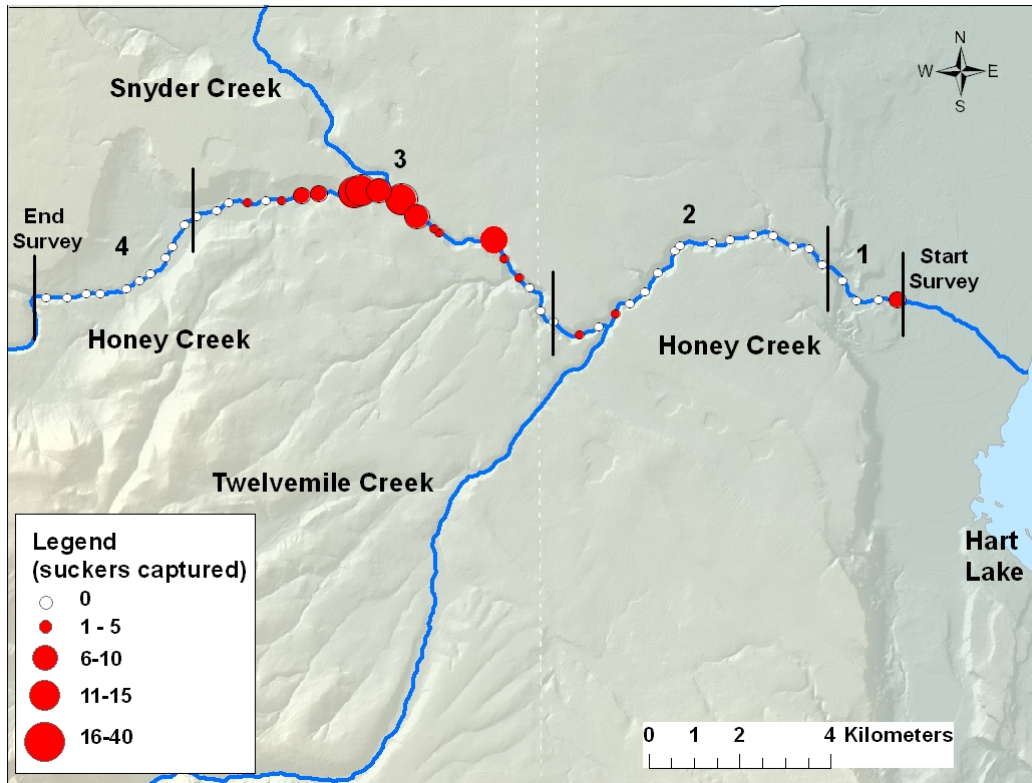 N
W E
S
Snyder Creek
3
2
End
Survey
4
1
Start
Survey
Honey Creek
Honey Creek
Twelvemile Creek
Hart
Lake
Legend
(suckers captured)
0
1 - 5
6-10
11-15
16-40
0 1 2 4 Kilometers